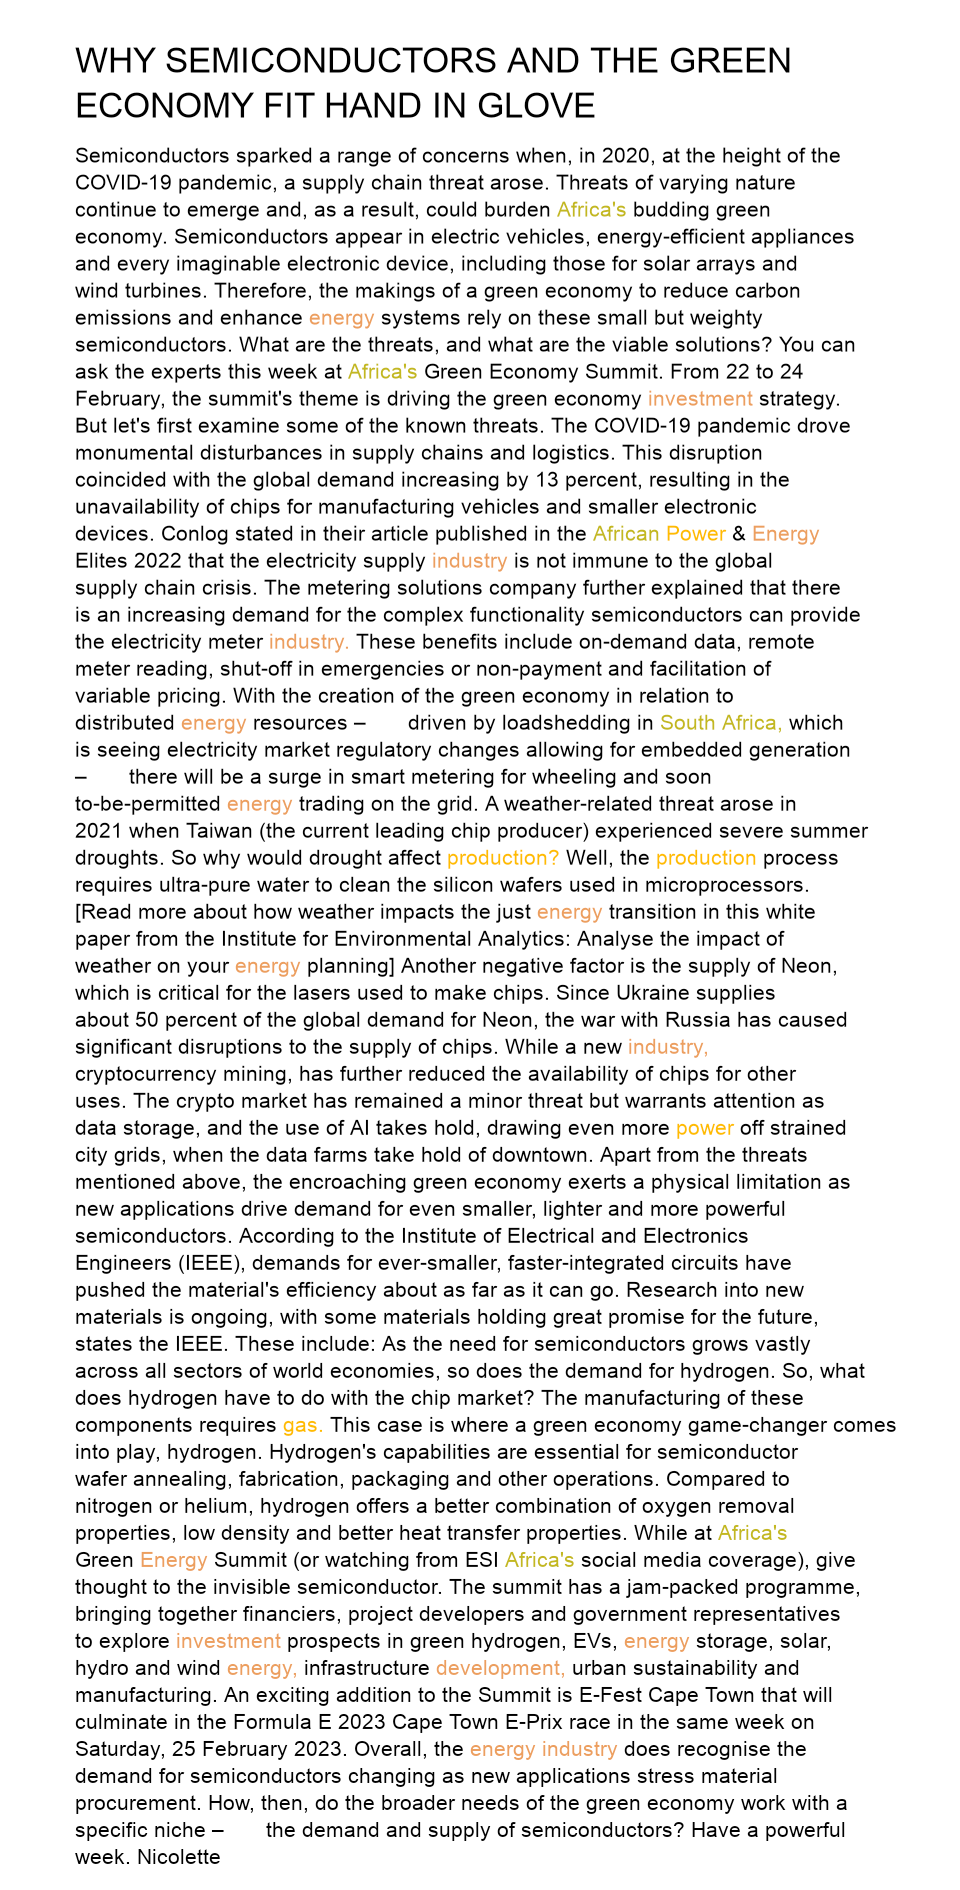 WHY SEMICONDUCTORS AND THE GREEN
ECONOMY FIT HAND IN GLOVE
Semiconductors sparked a range of concerns when, in 2020, at the height of the
COVID-19 pandemic, a supply chain threat arose. Threats of varying nature
continue to emerge and, as a result, could burden Africa's budding green
economy. Semiconductors appear in electric vehicles, energy-efficient appliances
and every imaginable electronic device, including those for solar arrays and
wind turbines. Therefore, the makings of a green economy to reduce carbon
emissions and enhance energy systems rely on these small but weighty
semiconductors. What are the threats, and what are the viable solutions? You can
ask the experts this week at Africa's Green Economy Summit. From 22 to 24
February, the summit's theme is driving the green economy investment strategy.
But let's first examine some of the known threats. The COVID-19 pandemic drove
monumental disturbances in supply chains and logistics. This disruption
coincided with the global demand increasing by 13 percent, resulting in the
unavailability of chips for manufacturing vehicles and smaller electronic
devices. Conlog stated in their article published in the African Power & Energy
Elites 2022 that the electricity supply industry is not immune to the global
supply chain crisis. The metering solutions company further explained that there
is an increasing demand for the complex functionality semiconductors can provide
the electricity meter industry. These benefits include on-demand data, remote
meter reading, shut-off in emergencies or non-payment and facilitation of
variable pricing. With the creation of the green economy in relation to
distributed energy resources – driven by loadshedding in South Africa, which
is seeing electricity market regulatory changes allowing for embedded generation
– there will be a surge in smart metering for wheeling and soon
to-be-permitted energy trading on the grid. A weather-related threat arose in
2021 when Taiwan (the current leading chip producer) experienced severe summer
droughts. So why would drought affect production? Well, the production process
requires ultra-pure water to clean the silicon wafers used in microprocessors.
[Read more about how weather impacts the just energy transition in this white
paper from the Institute for Environmental Analytics: Analyse the impact of
weather on your energy planning] Another negative factor is the supply of Neon,
which is critical for the lasers used to make chips. Since Ukraine supplies
about 50 percent of the global demand for Neon, the war with Russia has caused
significant disruptions to the supply of chips. While a new industry,
cryptocurrency mining, has further reduced the availability of chips for other
uses. The crypto market has remained a minor threat but warrants attention as
data storage, and the use of AI takes hold, drawing even more power off strained
city grids, when the data farms take hold of downtown. Apart from the threats
mentioned above, the encroaching green economy exerts a physical limitation as
new applications drive demand for even smaller, lighter and more powerful
semiconductors. According to the Institute of Electrical and Electronics
Engineers (IEEE), demands for ever-smaller, faster-integrated circuits have
pushed the material's efficiency about as far as it can go. Research into new
materials is ongoing, with some materials holding great promise for the future,
states the IEEE. These include: As the need for semiconductors grows vastly
across all sectors of world economies, so does the demand for hydrogen. So, what
does hydrogen have to do with the chip market? The manufacturing of these
components requires gas. This case is where a green economy game-changer comes
into play, hydrogen. Hydrogen's capabilities are essential for semiconductor
wafer annealing, fabrication, packaging and other operations. Compared to
nitrogen or helium, hydrogen offers a better combination of oxygen removal
properties, low density and better heat transfer properties. While at Africa's
Green Energy Summit (or watching from ESI Africa's social media coverage), give
thought to the invisible semiconductor. The summit has a jam-packed programme,
bringing together financiers, project developers and government representatives
to explore investment prospects in green hydrogen, EVs, energy storage, solar,
hydro and wind energy, infrastructure development, urban sustainability and
manufacturing. An exciting addition to the Summit is E-Fest Cape Town that will
culminate in the Formula E 2023 Cape Town E-Prix race in the same week on
Saturday, 25 February 2023. Overall, the energy industry does recognise the
demand for semiconductors changing as new applications stress material
procurement. How, then, do the broader needs of the green economy work with a
specific niche – the demand and supply of semiconductors? Have a powerful
week. Nicolette